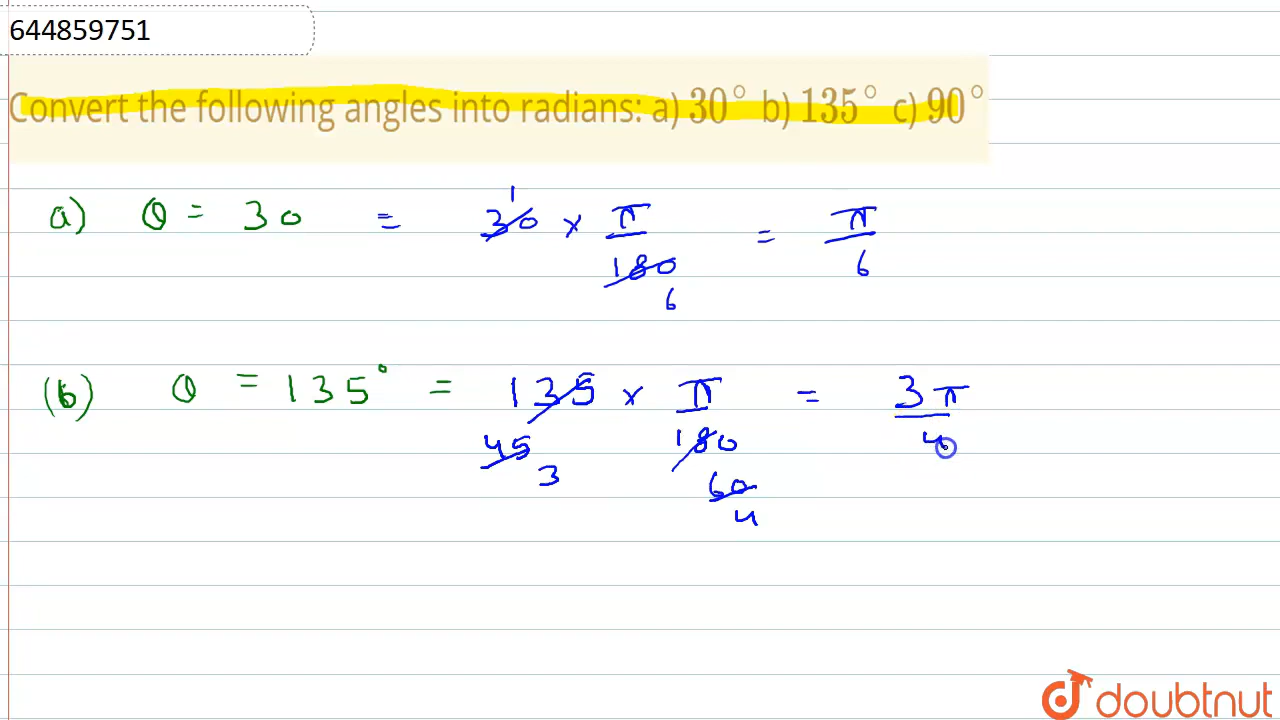 644859751
Convert the following angles into radians: a) 30° b) 135° c) 90°
a) θ = 30 = 30 1 × π/180 6 = π/6
(b) θ = 135° = 135 45 3 × π/180 60 4 = 3π/4
doubtnut